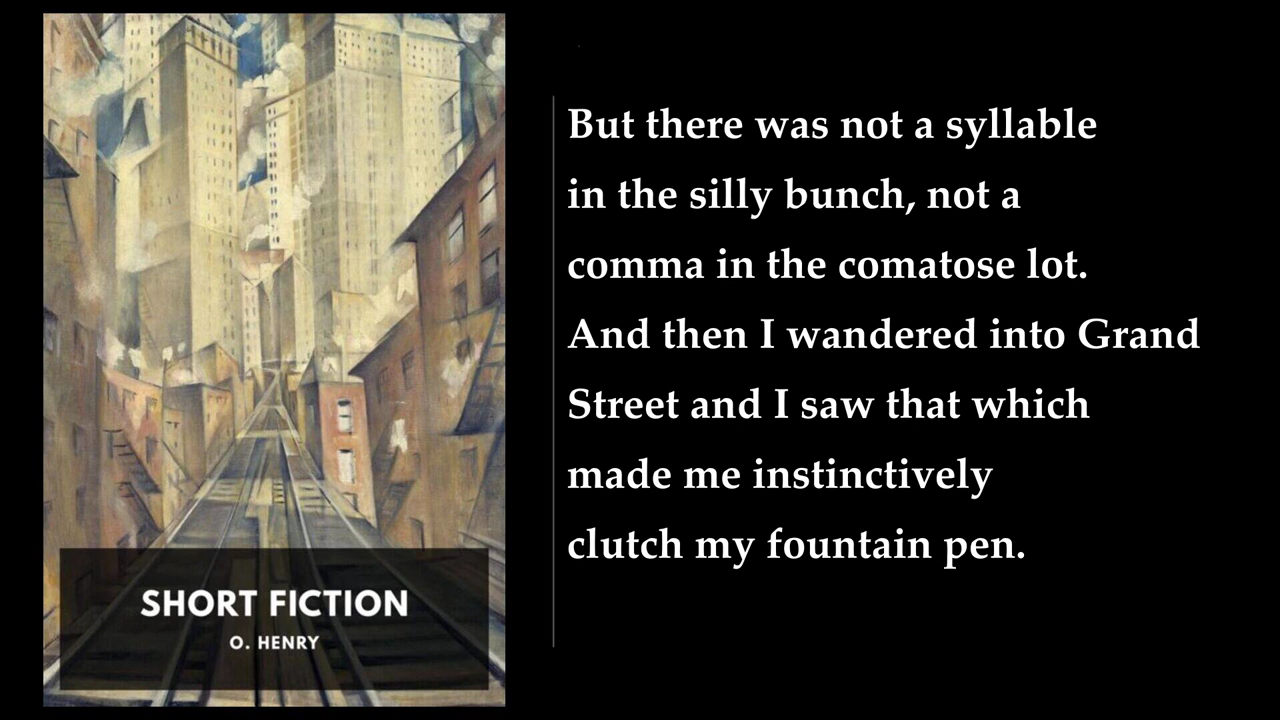 SHORT FICTION
O. HENRY
But there was not a syllable
in the silly bunch, not a
comma in the comatose lot.
And then I wandered into Grand
Street and I saw that which
made me instinctively
clutch my fountain pen.